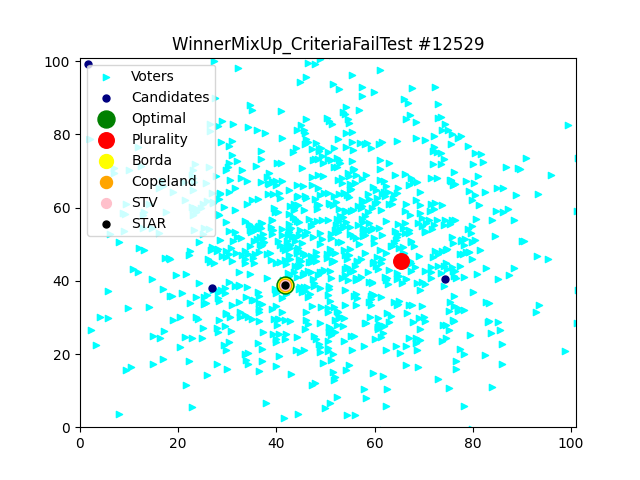 WinnerMixUp_CriteriaFailTest #12529
100
80
60
40
20
0
Voters
Candidates
Optimal
Plurality
Borda
Copeland
STV
STAR
0 20 40 60 80 100